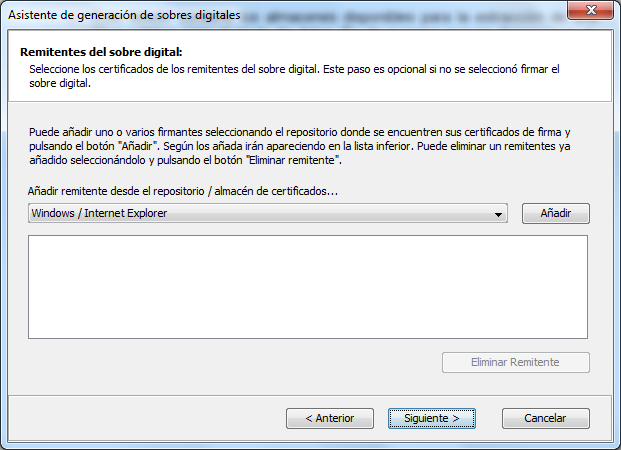 Asistente de generación de sobres digitales
Remitentes del sobre digital:
Seleccione los certificados de los remitentes del sobre digital. Este paso es opcional si no se seleccionó firmar el
sobre digital.
Puede añadir uno o varios firmantes seleccionando el repositorio donde se encuentren sus certificados de firma y
pulsando el botón "Añadir". Según los añada irán apareciendo en la lista inferior. Puede eliminar un remitentes ya
añadido seleccionándolo y pulsando el botón "Eliminar remitente".
Añadir remitente desde el repositorio / almacén de certificados...
Windows / Internet Explorer
Añadir
Eliminar Remitente
< Anterior
Siguiente >
Cancelar